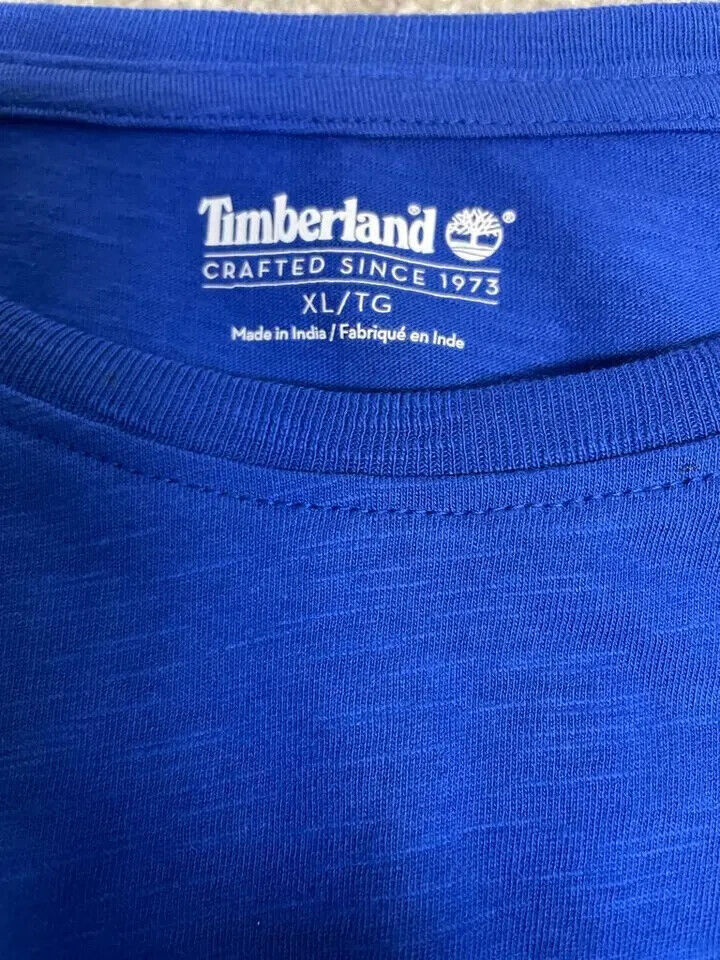 Timberland ®
CRAFTED SINCE 1973
XL/TG
Made in India / Fabriqué en Inde